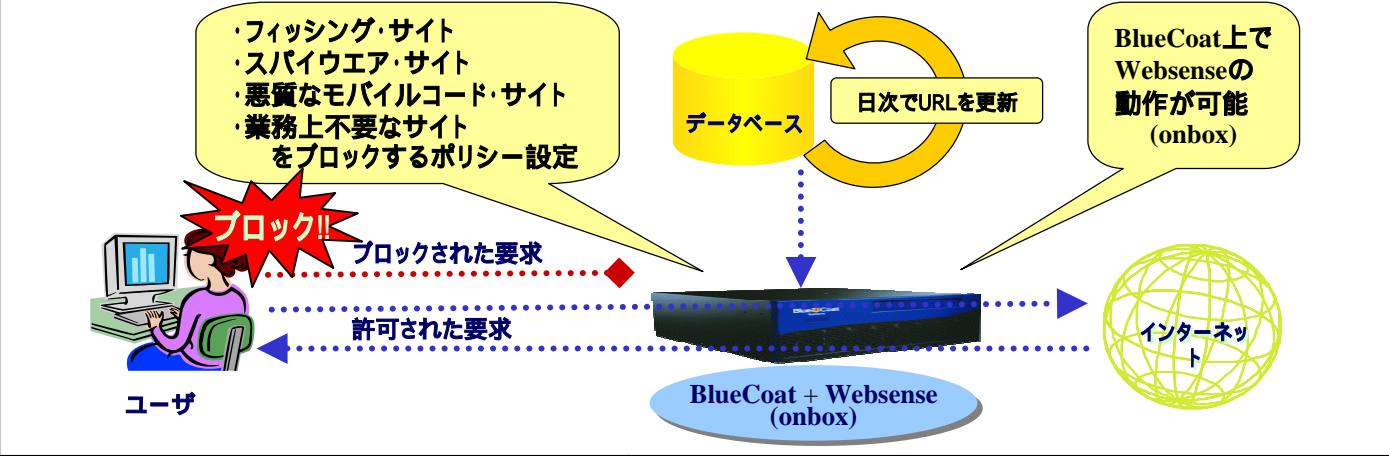 ・フィッシング・サイト
・スパイウエア・サイト
・悪質なモバイルコード・サイト
・業務上不要なサイト
をブロックするポリシー設定
データベース
日次でURLを更新
BlueCoat上で
Websenseの
動作が可能
(onbox)
ブロック!!
ブロックされた要求
許可された要求
ユーザ
BlueCoat
BlueCoat + Websense
(onbox)
インターネッ
ト